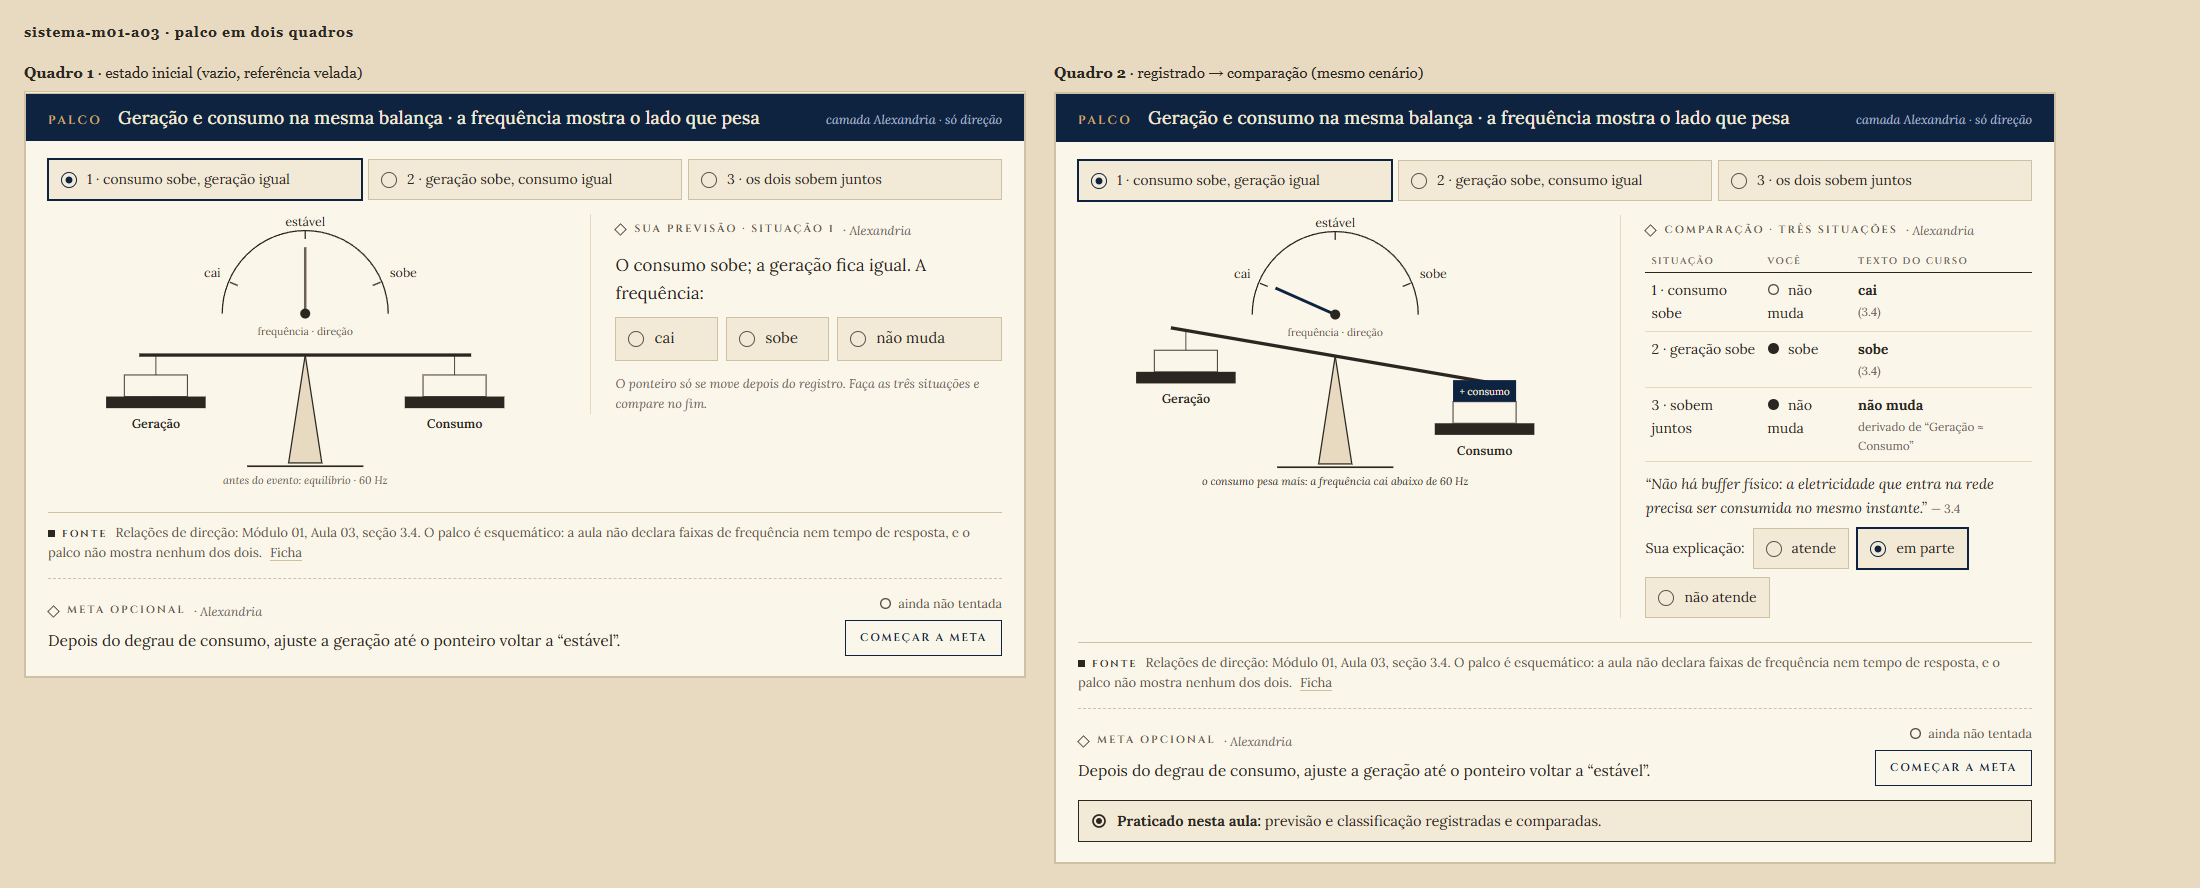 sistema-m01-a03 · palco em dois quadros
Quadro 1 · estado inicial (vazio, referência velada)
PALCO Geração e consumo na mesma balança · a frequência mostra o lado que pesa camada Alexandria · só direção
1 · consumo sobe, geração igual
2 · geração sobe, consumo igual
3 · os dois sobem juntos
estável
cai
sobe
frequência · direção
Geração
Consumo
antes do evento: equilíbrio · 60 Hz
SUA PREVISÃO · SITUAÇÃO 1 · Alexandria
O consumo sobe; a geração fica igual. A
frequência:
cai
sobe
não muda
O ponteiro só se move depois do registro. Faça as três situações e
compare no fim.
FONTE Relações de direção: Módulo 01, Aula 03, seção 3.4. O palco é esquemático: a aula não declara faixas de frequência nem tempo de resposta, e o
palco não mostra nenhum dos dois. Ficha
META OPCIONAL · Alexandria
ainda não tentada
Depois do degrau de consumo, ajuste a geração até o ponteiro voltar a “estável”.
COMEÇAR A META
Quadro 2 · registrado → comparação (mesmo cenário)
PALCO Geração e consumo na mesma balança · a frequência mostra o lado que pesa camada Alexandria · só direção
1 · consumo sobe, geração igual
2 · geração sobe, consumo igual
3 · os dois sobem juntos
estável
cai
sobe
frequência · direção
Geração
+ consumo
Consumo
o consumo pesa mais: a frequência cai abaixo de 60 Hz
COMPARAÇÃO · TRÊS SITUAÇÕES · Alexandria
SITUAÇÃO VOCÊ TEXTO DO CURSO
1 · consumo não cai
sobe muda (3.4)
2 · geração sobe sobe sobe
(3.4)
3 · sobem não não muda
juntos muda derivado de “Geração ≈
Consumo”
“Não há buffer físico: a eletricidade que entra na rede
precisa ser consumida no mesmo instante.” — 3.4
Sua explicação: atende em parte
não atende
FONTE Relações de direção: Módulo 01, Aula 03, seção 3.4. O palco é esquemático: a aula não declara faixas de frequência nem tempo de resposta, e o
palco não mostra nenhum dos dois. Ficha
META OPCIONAL · Alexandria
ainda não tentada
Depois do degrau de consumo, ajuste a geração até o ponteiro voltar a “estável”.
COMEÇAR A META
Praticado nesta aula: previsão e classificação registradas e comparadas.